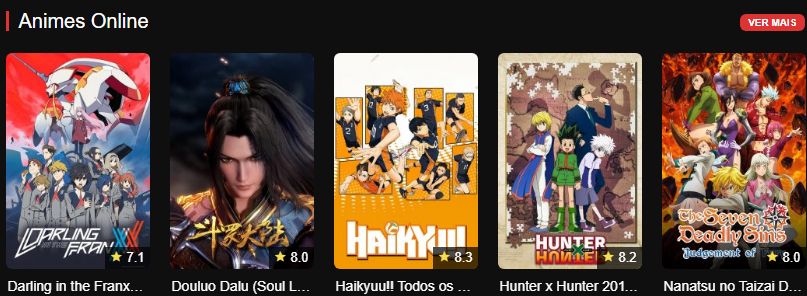 Animes Online
VER MAIS
DARLING
IN THE FRANXX
7.1
斗罗大陆
8.0
HAIKYU!!
8.3
HUNTER
HUNTER
8.2
The Seven
Deadly Sins
Judgement of
8.0
Darling in the Franx...
Douluo Dalu (Soul L...
Haikyuu!! Todos os ...
Hunter x Hunter 201...
Nanatsu no Taizai D...